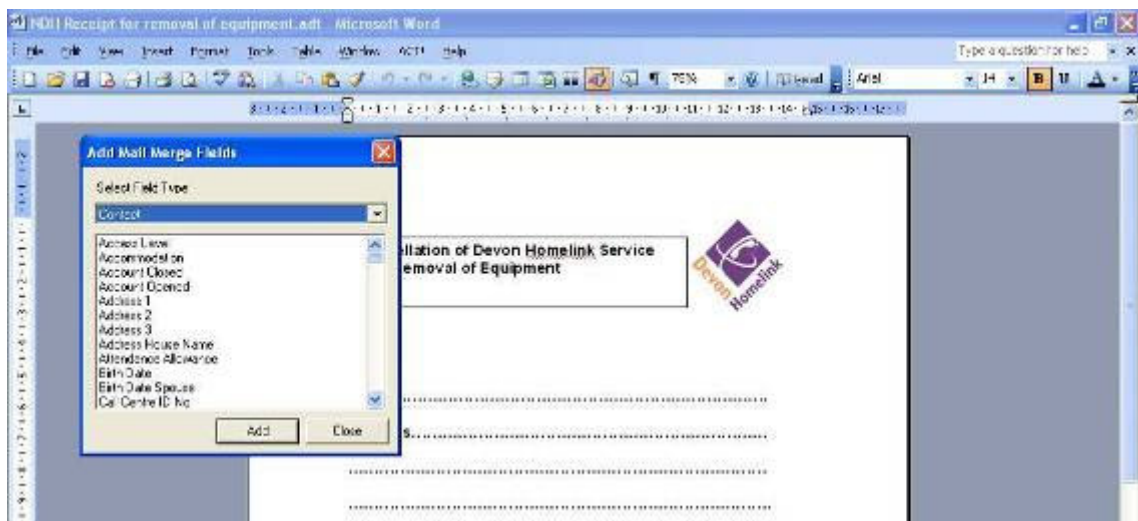 NDH Receipt for removal of equipment.adt Microsoft Word
File Edit View Insert Format Tools Table Window ACT! Help
Type a question for help
75%
Read
Arial
14
B U A
Add Mail Merge Fields
Select Field Type
Contact
Access Level
Accommodation
Account Closed
Account Opened
Address 1
Address 2
Address 3
Address House Name
Attendance Allowance
Birth Date
Birth Date Spouse
Call Centre ID No
Add Close
ellation of Devon Homelink Service
emoval of Equipment
Devon
Homelink
s